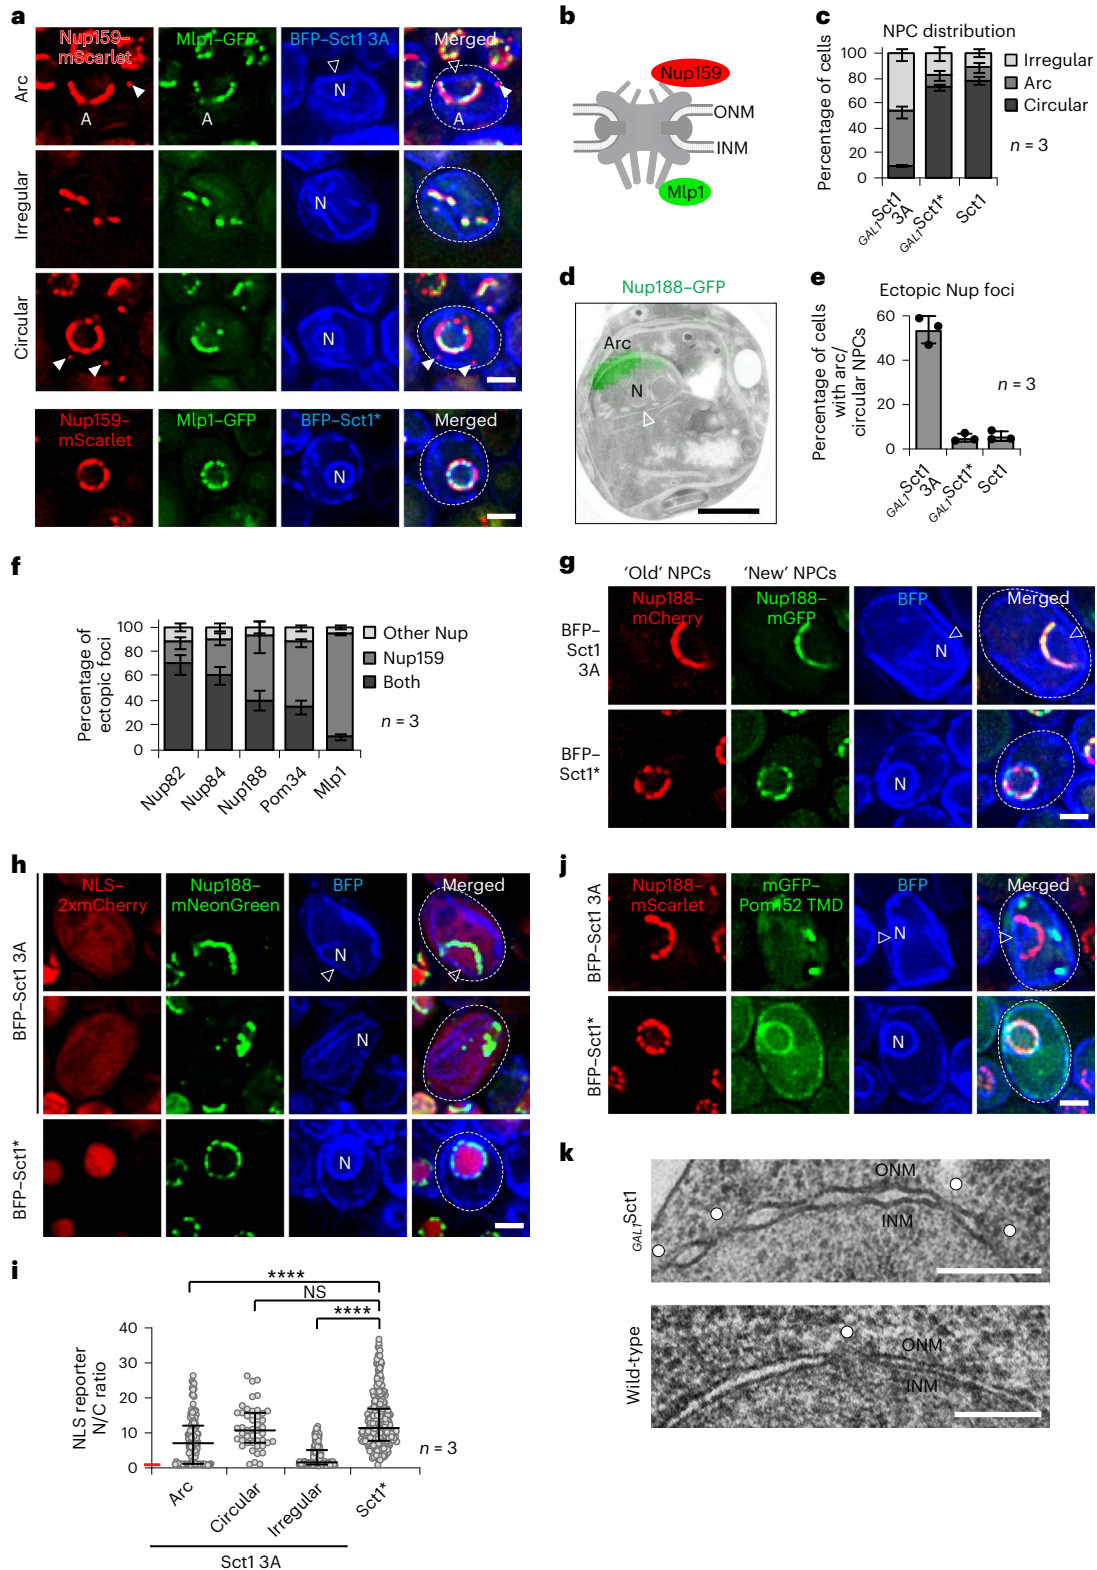 a
Nup159–
mScarlet
Mlp1–GFP
BFP–Sct1 3A
Merged
Arc
A
A
N
Irregular
N
Circular
N
Nup159–
mScarlet
Mlp1–GFP
BFP–Sct1*
Merged
N
b
Nup159
ONM
INM
Mlp1
c
NPC distribution
Percentage of cells
100
80
60
40
20
0
Irregular
Arc
Circular
n = 3
GAL1Sct1
3A
GAL1Sct1*
Sct1
d
Nup188–GFP
Arc
N
e
Ectopic Nup foci
Percentage of cells
with arc/
circular NPCs
60
40
20
0
n = 3
GAL1Sct1
3A
GAL1Sct1*
Sct1
f
Percentage of
ectopic foci
100
80
60
40
20
0
Other Nup
Nup159
Both
n = 3
Nup82
Nup84
Nup188
Pom34
Mlp1
g
‘Old’ NPCs
‘New’ NPCs
Nup188–
mCherry
Nup188–
mGFP
BFP
Merged
BFP–
Sct1
3A
N
BFP–
Sct1*
N
h
NLS–
2xmCherry
Nup188–
mNeonGreen
BFP
Merged
BFP–Sct1 3A
N
N
BFP–Sct1*
N
i
NLS reporter
N/C ratio
40
30
20
10
0
****
NS
****
n = 3
Arc
Circular
Irregular
Sct1*
Sct1 3A
j
Nup188–
mScarlet
mGFP–
Pom152 TMD
BFP
Merged
BFP–Sct1 3A
N
BFP–Sct1*
N
k
GAL1Sct1
ONM
INM
Wild-type
ONM
INM